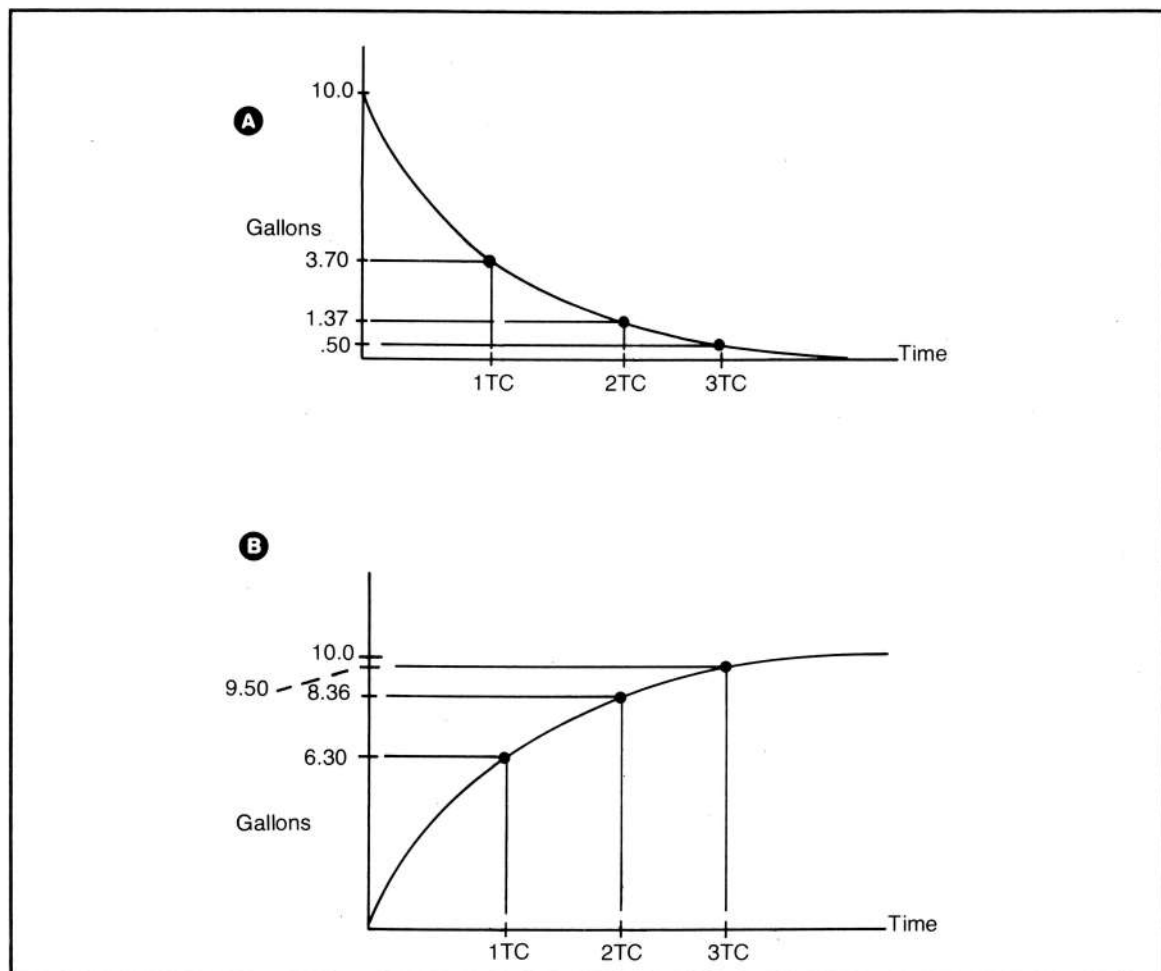 10.0
A
Gallons
3.70
1.37
.50
Time
1TC 2TC 3TC
B
10.0
9.50
8.36
6.30
Gallons
Time
1TC 2TC 3TC